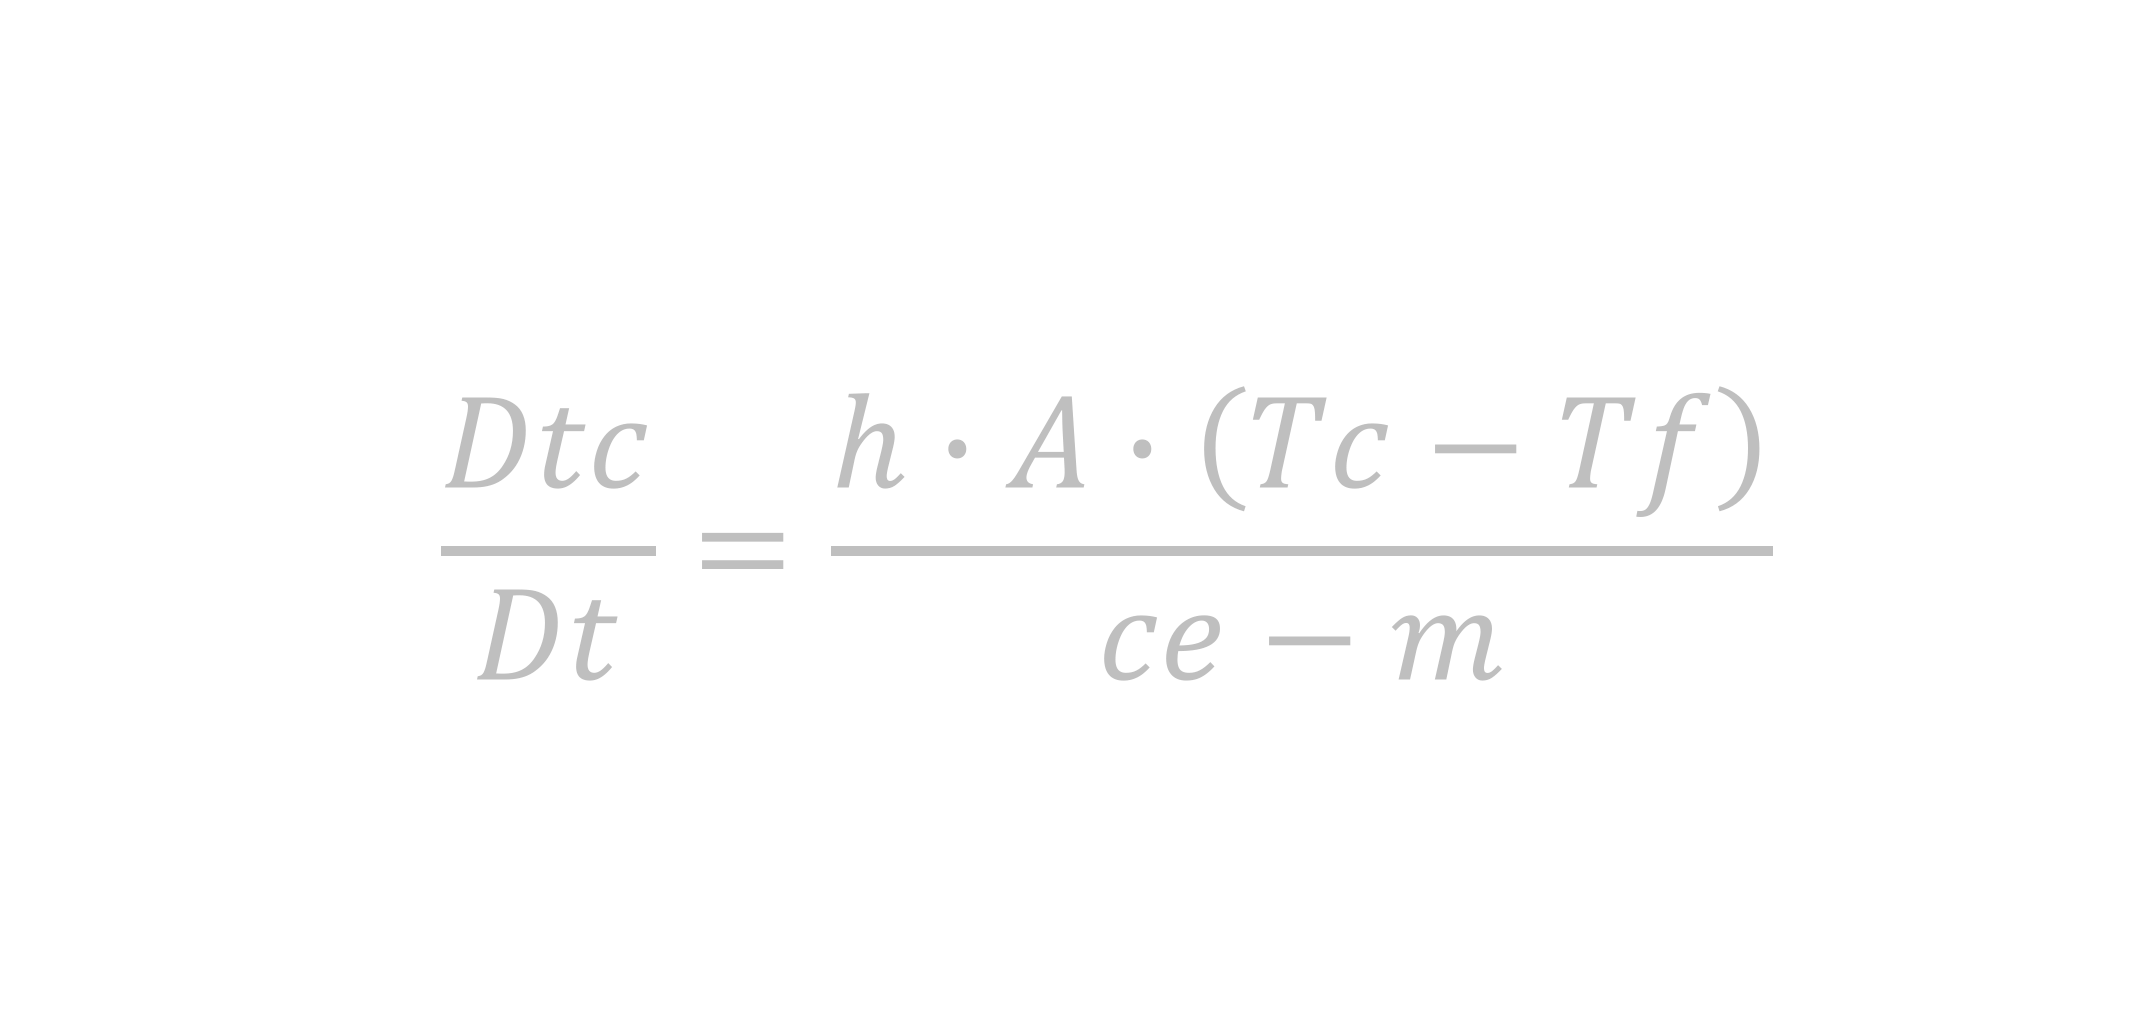 Dtc/Dt = h · A · (Tc − Tf)/ce − m